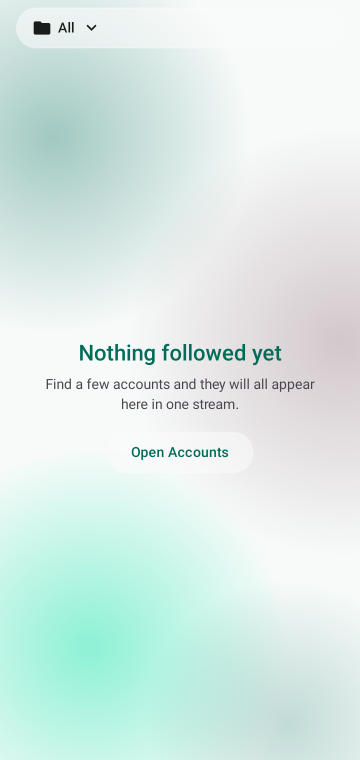 All
Nothing followed yet
Find a few accounts and they will all appear
here in one stream.
Open Accounts